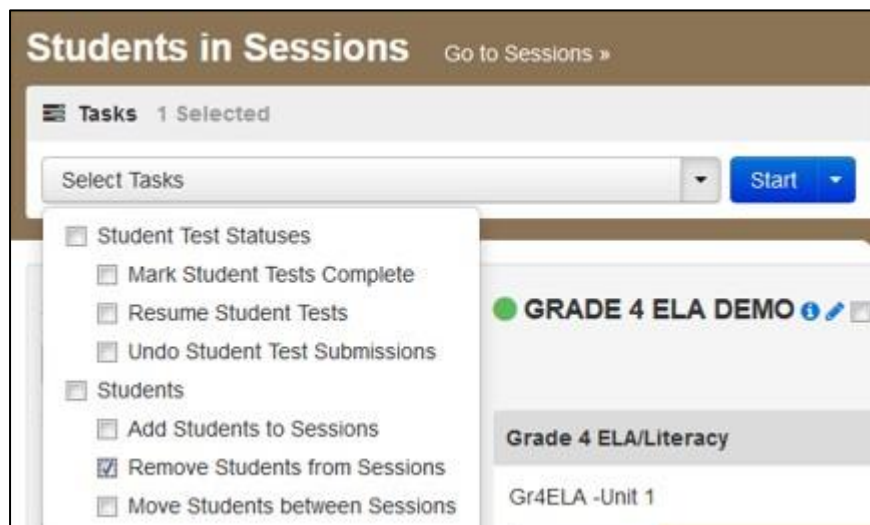 Students in Sessions Go to Sessions »
Tasks 1 Selected
Select Tasks
Start
Student Test Statuses
Mark Student Tests Complete
Resume Student Tests
Undo Student Test Submissions
Students
Add Students to Sessions
Remove Students from Sessions
Move Students between Sessions
GRADE 4 ELA DEMO
Grade 4 ELA/Literacy
Gr4ELA -Unit 1